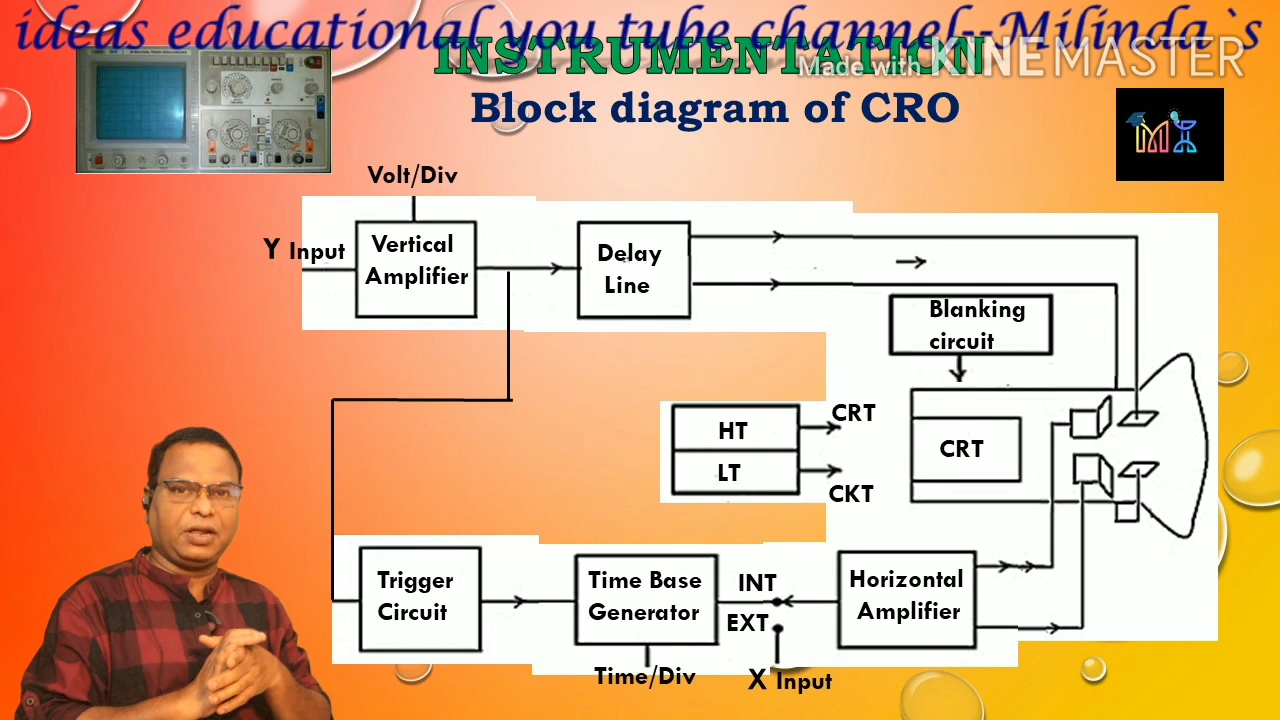 ideas educational you tube channel--Milinda`s
INSTRUMENTATION
Made with KINEMASTER
Block diagram of CRO
Volt/Div
Y Input
Vertical
Amplifier
Delay
Line
Blanking
circuit
HT
CRT
LT
CKT
CRT
Trigger
Circuit
Time Base
Generator
INT
EXT
Horizontal
Amplifier
Time/Div
X Input